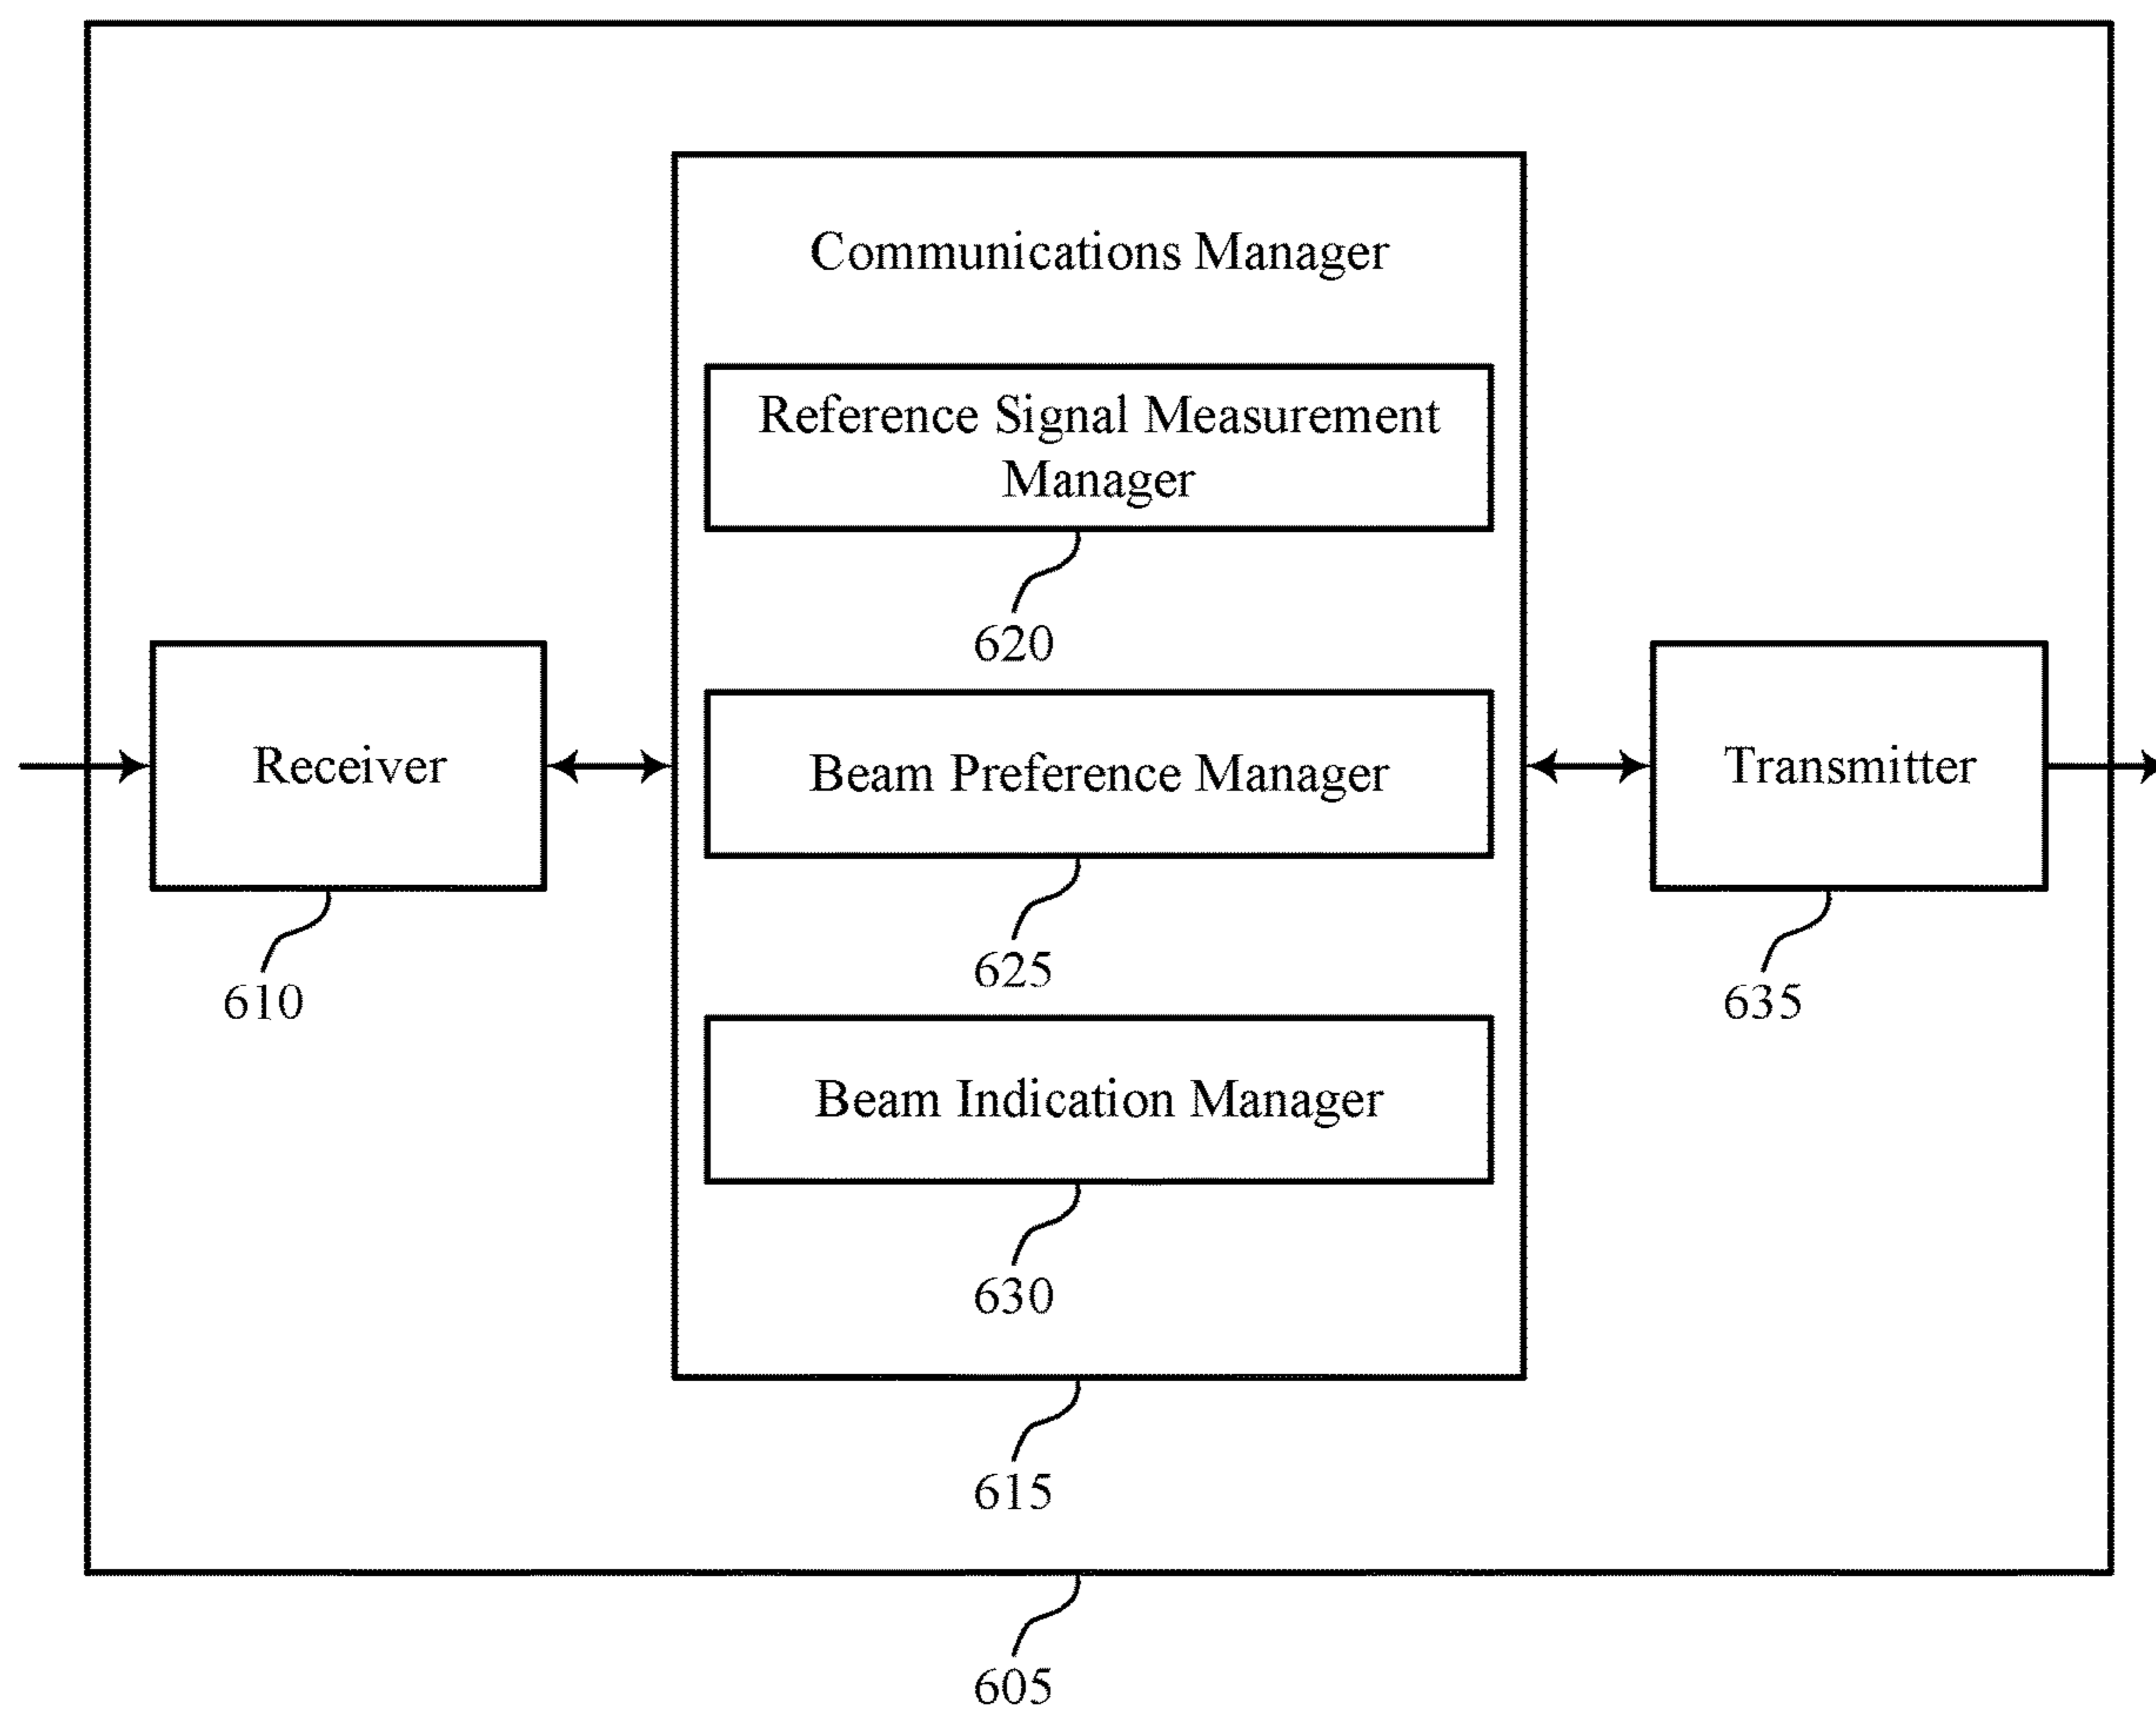 Communications Manager
Reference Signal Measurement
Manager
620
Receiver
Beam Preference Manager
Transmitter
625
610
635
Beam Indication Manager
630
615
605